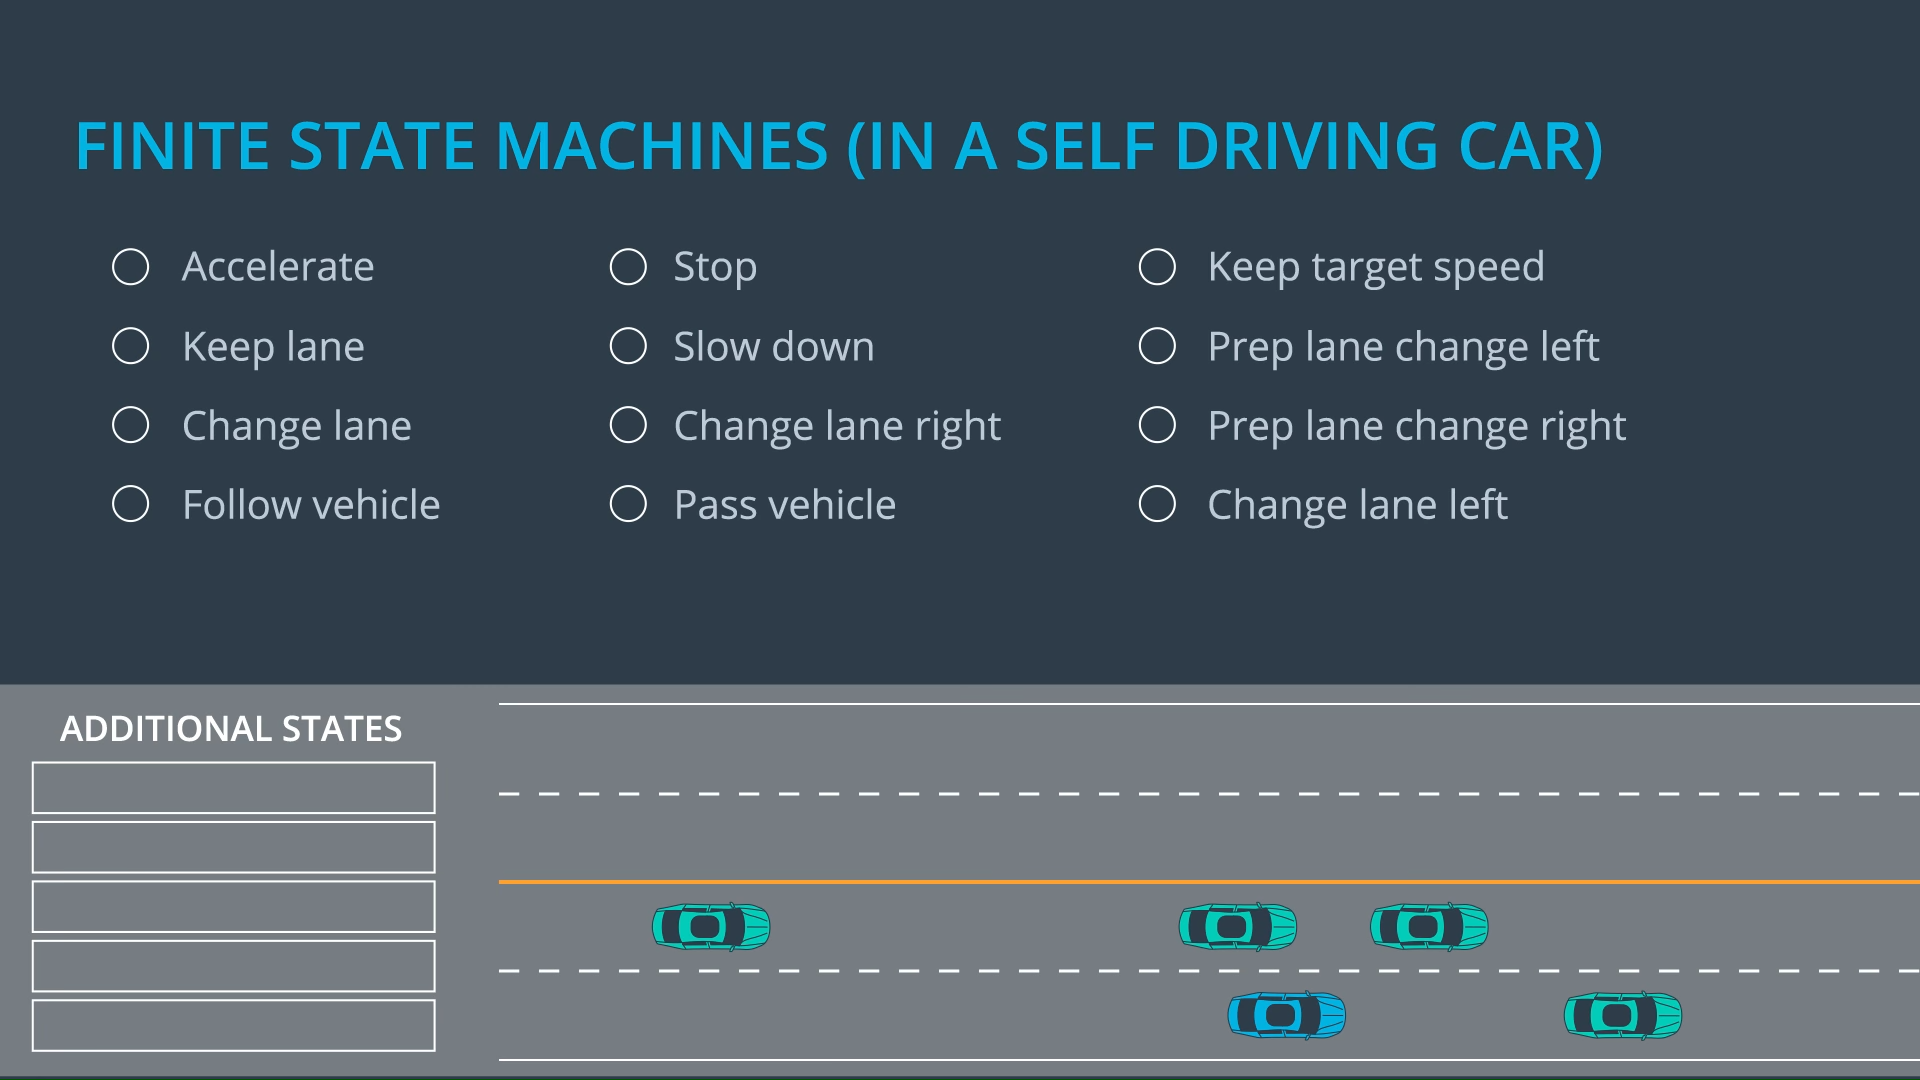 FINITE STATE MACHINES (IN A SELF DRIVING CAR)
Accelerate
Keep lane
Change lane
Follow vehicle
Stop
Slow down
Change lane right
Pass vehicle
Keep target speed
Prep lane change left
Prep lane change right
Change lane left
ADDITIONAL STATES